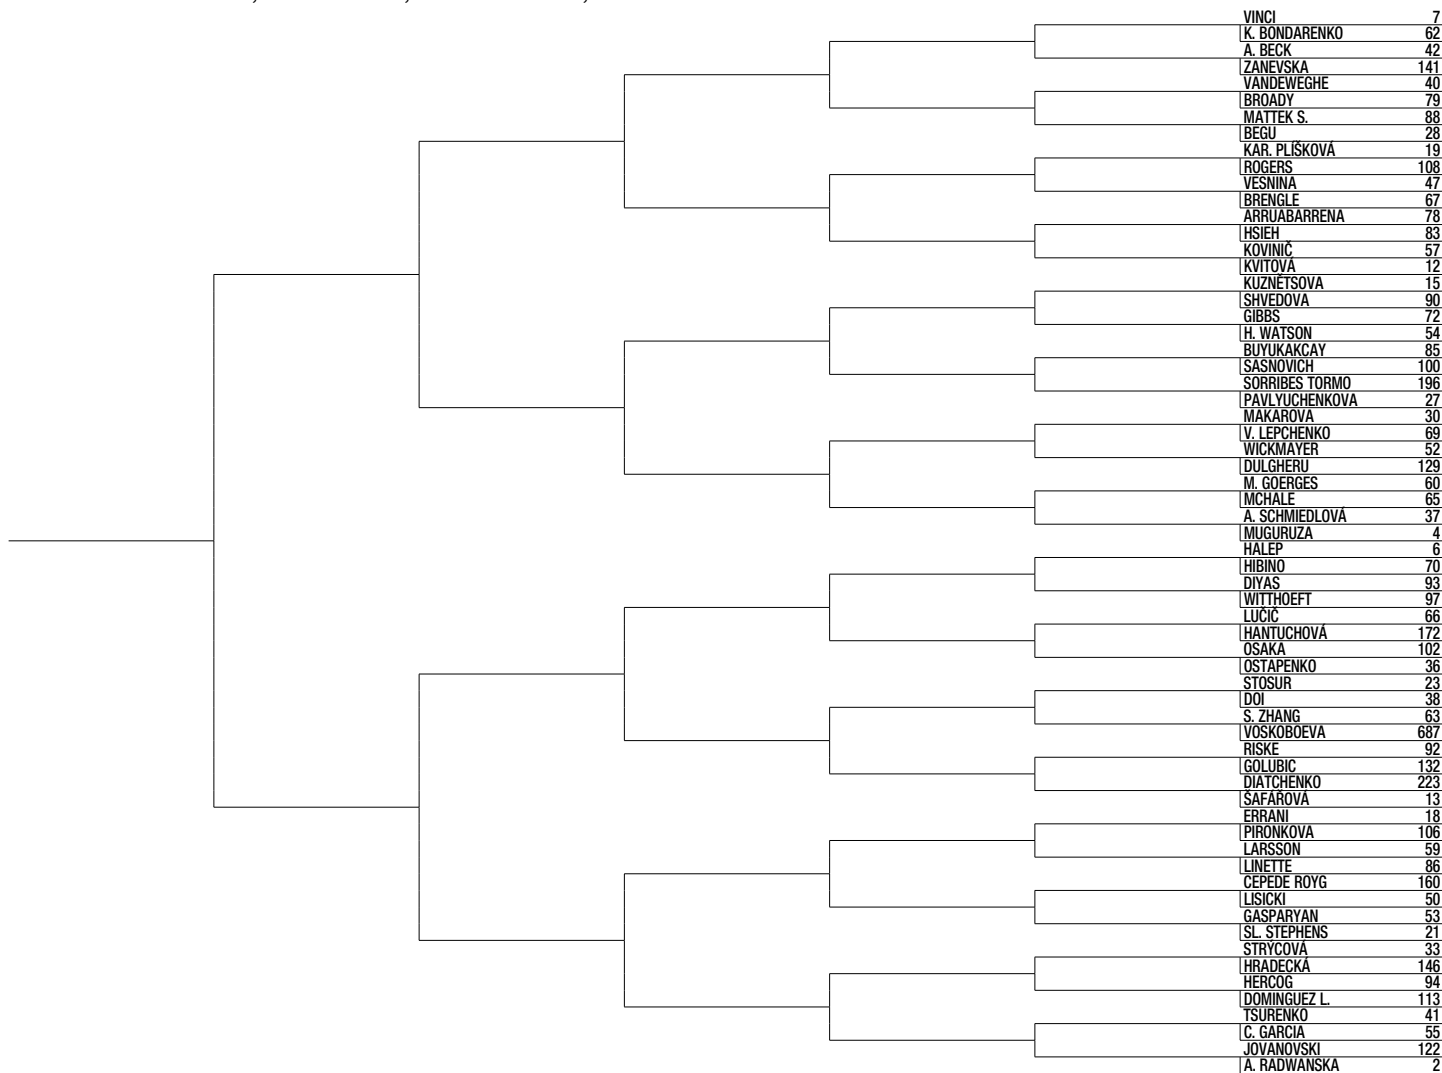 VINCI 7
K. BONDARENKO 62
A. BECK 42
ZANEVSKA 141
VANDEWEGHE 40
BROADY 79
MATTEK S. 88
BEGU 28
KAR. PLÍŠKOVÁ 19
ROGERS 108
VESNINA 47
BRENGLE 67
ARRUABARRENA 78
HSIEH 83
KOVINIČ 57
KVITOVÁ 12
KUZNĚTSOVA 15
SHVEDOVA 90
GIBBS 72
H. WATSON 54
BUYUKAKCAY 85
SASNOVICH 100
SORRIBES TORMO 196
PAVLYUCHENKOVA 27
MAKAROVA 30
V. LEPCHENKO 69
WICKMAYER 52
DULGHERU 129
M. GOERGES 60
MCHALE 65
A. SCHMIEDLOVÁ 37
MUGURUZA 4
HALEP 6
HIBINO 70
DIYAS 93
WITTHOEFT 97
LUČIČ 66
HANTUCHOVÁ 172
OSAKA 102
OSTAPENKO 36
STOSUR 23
DOI 38
S. ZHANG 63
VOSKOBOEVA 687
RISKE 92
GOLUBIC 132
DIATCHENKO 223
ŠAFÁŘOVÁ 13
ERRANI 18
PIRONKOVA 106
LARSSON 59
LINETTE 86
CEPEDE ROYG 160
LISICKI 50
GASPARYAN 53
SL. STEPHENS 21
STRÝCOVÁ 33
HRADECKÁ 146
HERCOG 94
DOMINGUEZ L. 113
TSURENKO 41
C. GARCIA 55
JOVANOVSKI 122
A. RADWANSKA 2